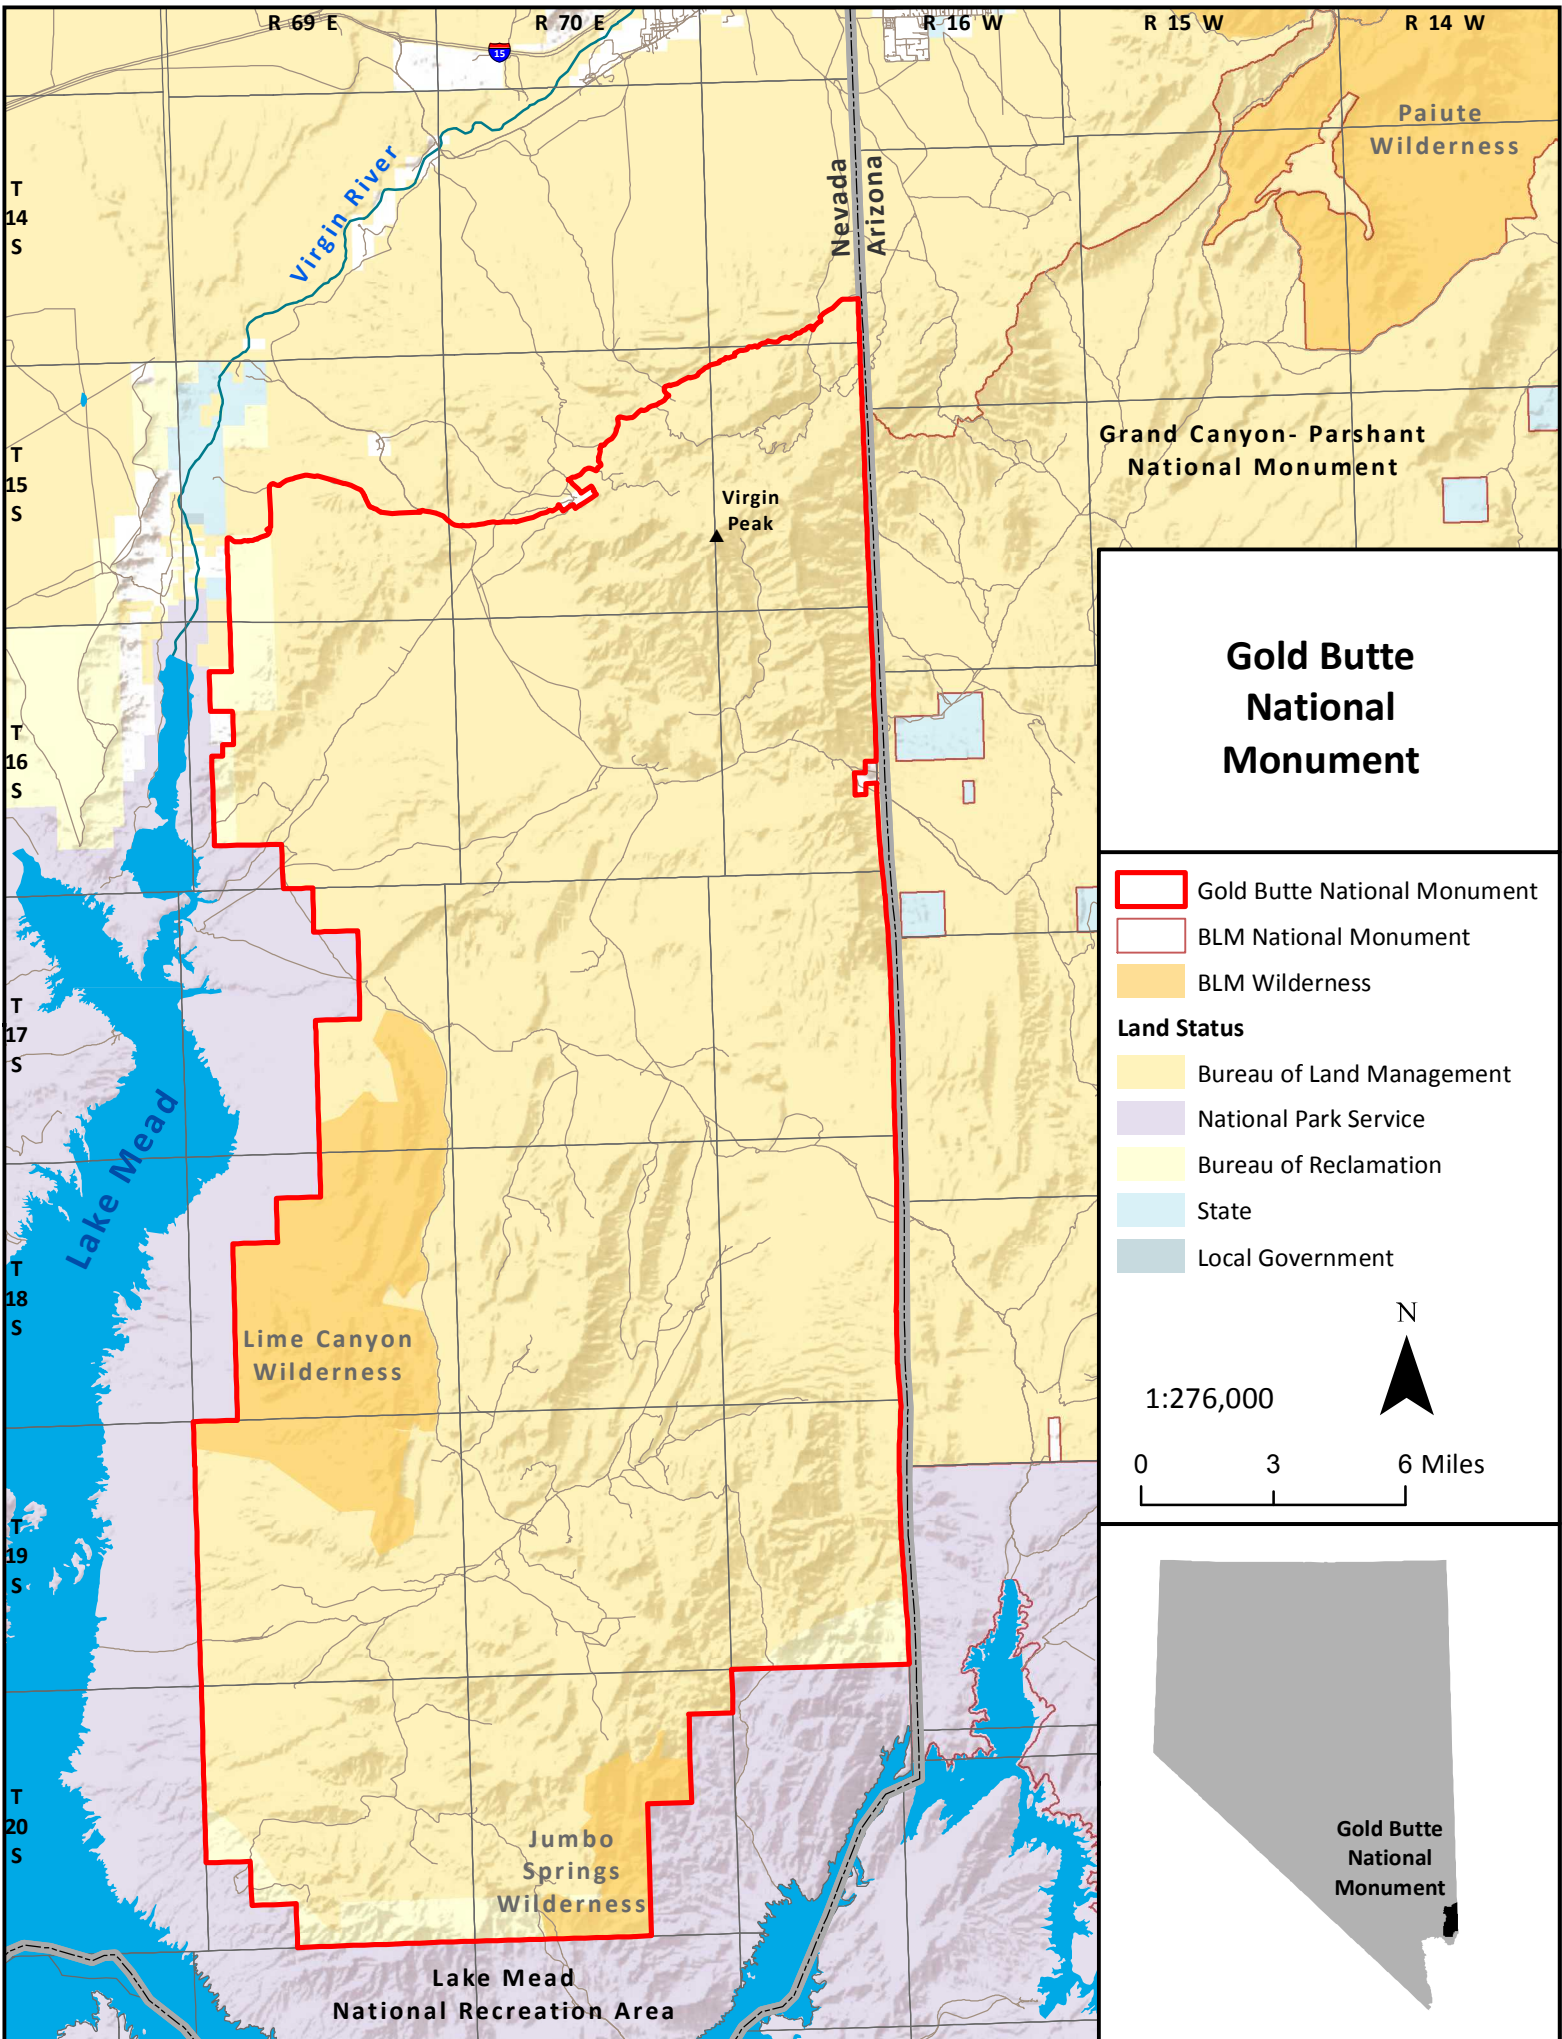 R 69 E
R 70 E
R 16 W
R 15 W
R 14 W
15
Paiute
Wilderness
Virgin River
Nevada
Arizona
T
14
S
Grand Canyon- Parshant
National Monument
T
15
S
Virgin
Peak
Gold Butte
National
Monument
T
16
S
Gold Butte National Monument
BLM National Monument
BLM Wilderness
Land Status
Bureau of Land Management
National Park Service
Bureau of Reclamation
State
Local Government
T
17
S
Lake Mead
T
18
S
Lime Canyon
Wilderness
N
1:276,000
0 3 6 Miles
T
19
S
T
20
S
Jumbo
Springs
Wilderness
Gold Butte
National
Monument
Lake Mead
National Recreation Area